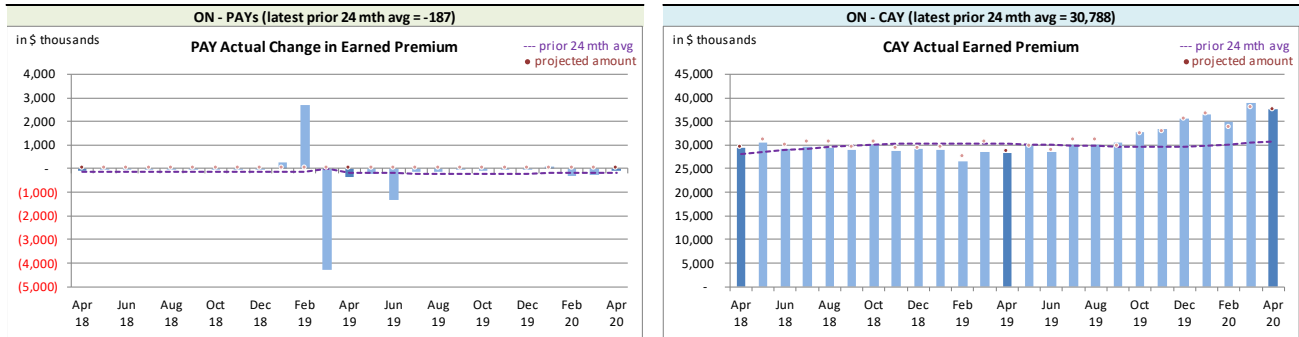 ON - PAYs (latest prior 24 mth avg = -187)
in $ thousands
PAY Actual Change in Earned Premium
--- prior 24 mth avg
• projected amount
4,000
3,000
2,000
1,000
-
(1,000)
(2,000)
(3,000)
(4,000)
(5,000)
Apr Jun Aug Oct Dec Feb Apr Jun Aug Oct Dec Feb Apr
18 18 18 18 18 19 19 19 19 19 19 20 20
ON - CAY (latest prior 24 mth avg = 30,788)
in $ thousands
CAY Actual Earned Premium
--- prior 24 mth avg
• projected amount
45,000
40,000
35,000
30,000
25,000
20,000
15,000
10,000
5,000
-
Apr Jun Aug Oct Dec Feb Apr Jun Aug Oct Dec Feb Apr
18 18 18 18 18 19 19 19 19 19 19 20 20